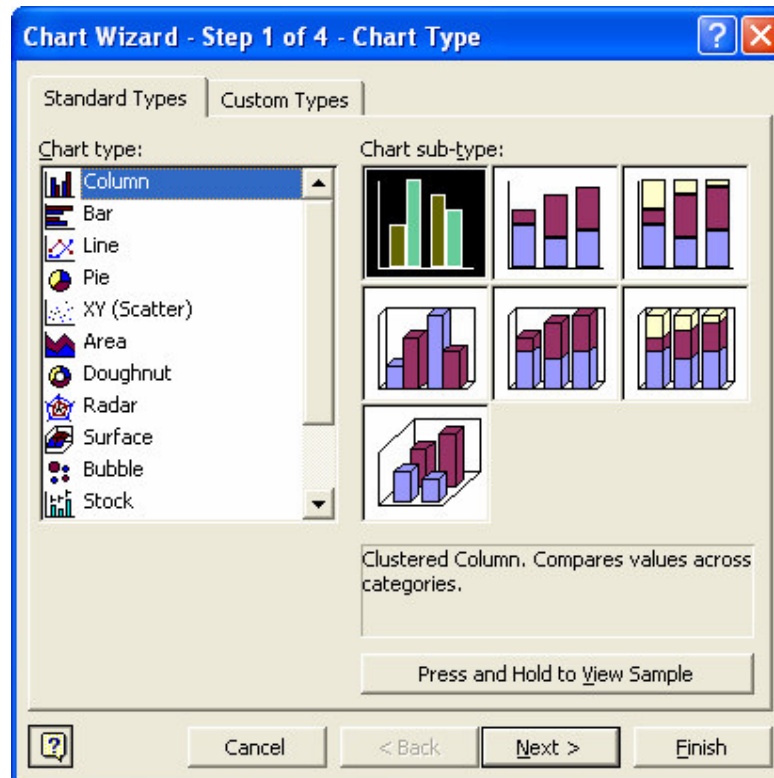 Chart Wizard - Step 1 of 4 - Chart Type
Standard Types
Custom Types
Chart type:
Column
Bar
Line
Pie
XY (Scatter)
Area
Doughnut
Radar
Surface
Bubble
Stock
Chart sub-type:
Clustered Column. Compares values across
categories.
Press and Hold to View Sample
Cancel
< Back
Next >
Finish